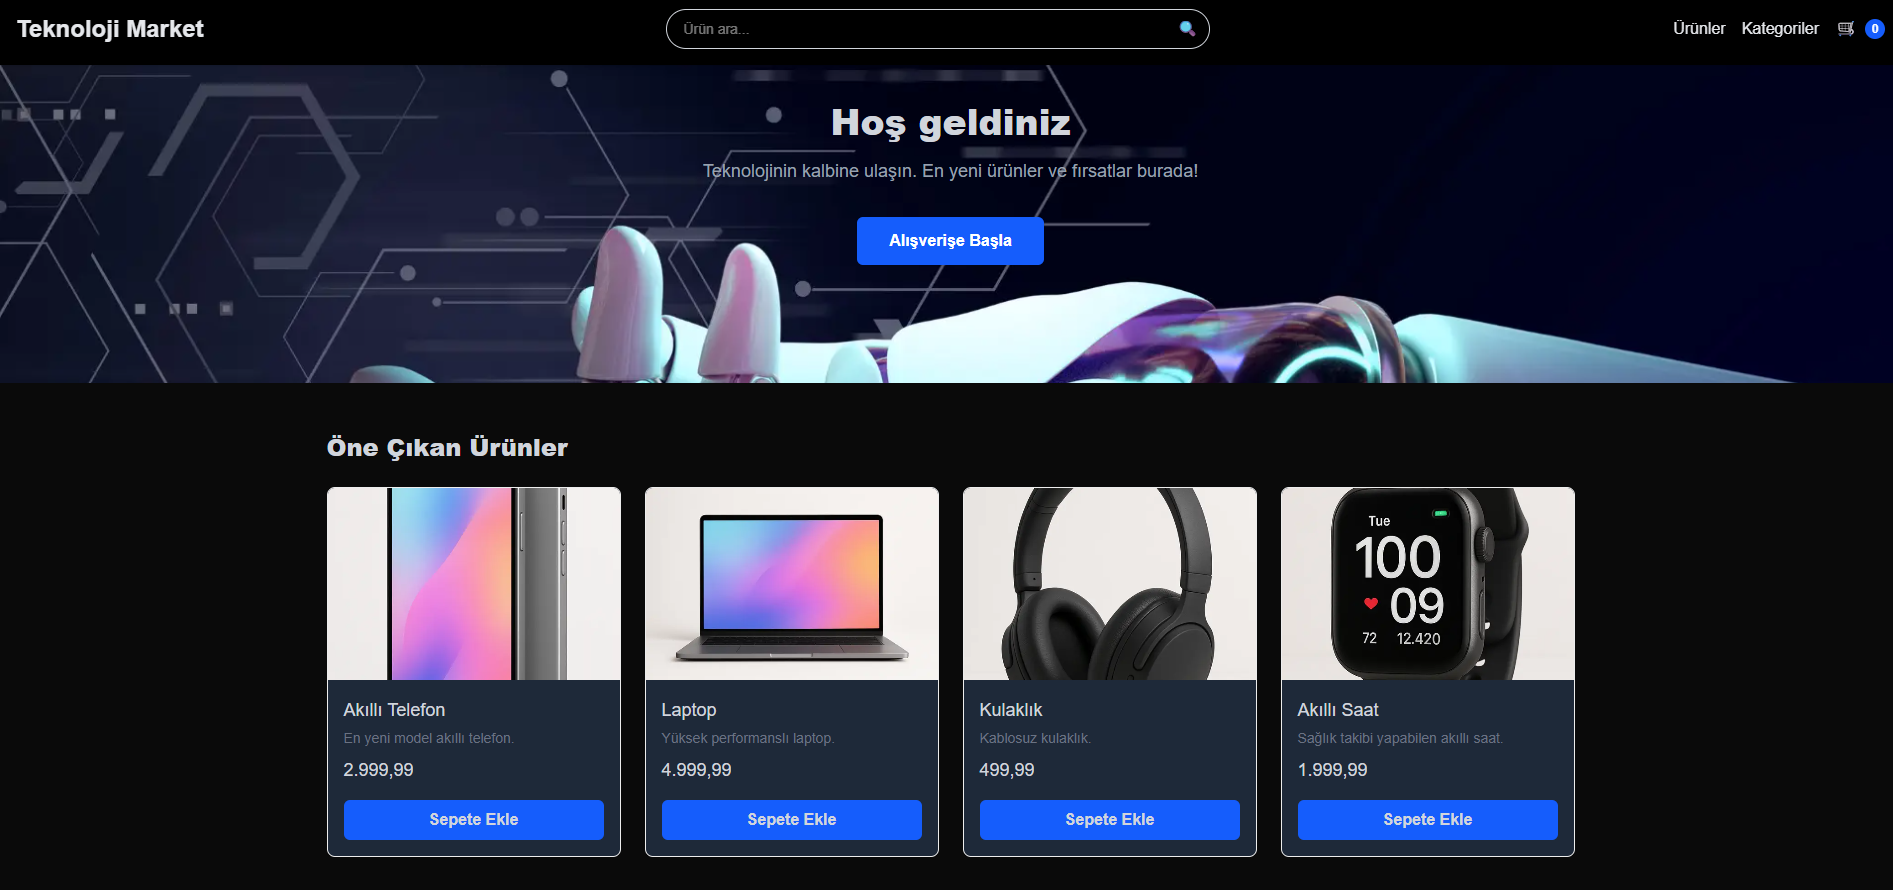 Teknoloji Market
Ürün ara...
Ürünler
Kategoriler
0
Hoş geldiniz
Teknolojinin kalbine ulaşın. En yeni ürünler ve fırsatlar burada!
Alışverişe Başla
Öne Çıkan Ürünler
Akıllı Telefon
En yeni model akıllı telefon.
2.999,99
Sepete Ekle
Laptop
Yüksek performanslı laptop.
4.999,99
Sepete Ekle
Kulaklık
Kablosuz kulaklık.
499,99
Sepete Ekle
Tue
100
09
72 12.420
Akıllı Saat
Sağlık takibi yapabilen akıllı saat.
1.999,99
Sepete Ekle